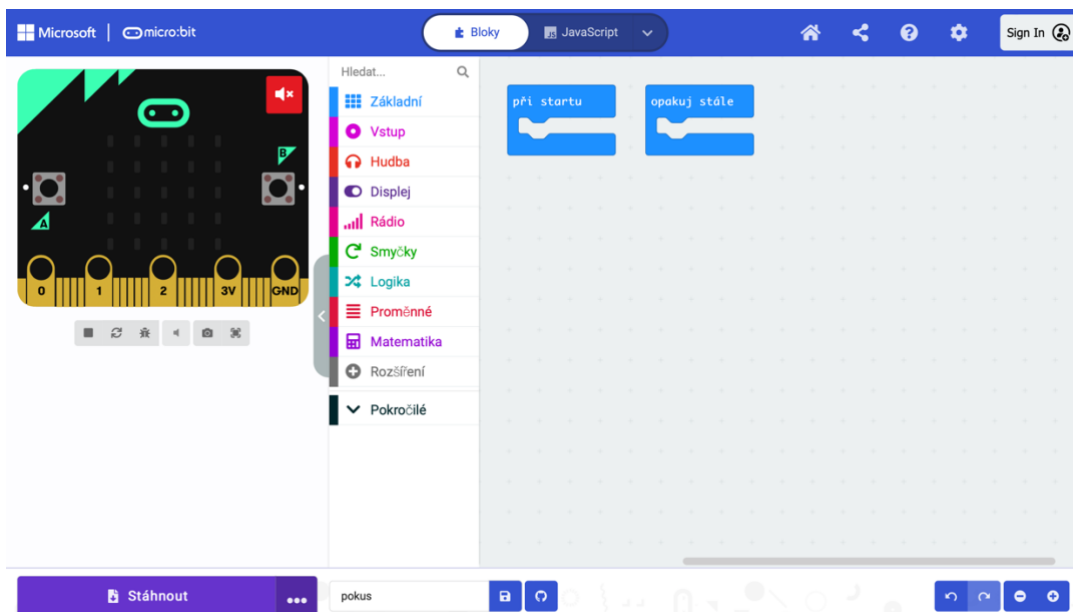 Microsoft micro:bit Bloky JavaScript Sign In
Hledat...
Základní
Vstup
Hudba
Displej
Rádio
Smyčky
Logika
Proměnné
Matematika
Rozšíření
Pokročilé
při startu
opakuj stále
B
A
0 1 2 3V GND
Stáhnout
pokus